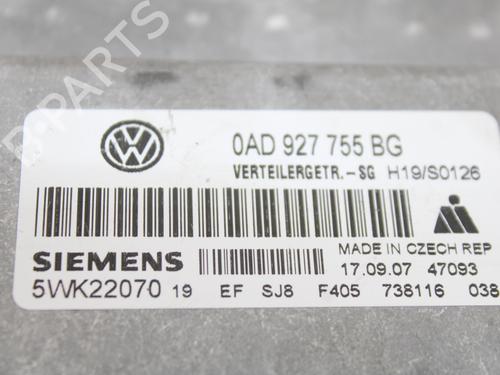 B-PARTS
0AD 927 755 BG
VERTEILERGETR.-SG H19/S0126
MADE IN CZECH REP
SIEMENS 17.09.07 47093
5WK22070 19 EF SJ8 F405 738116 038